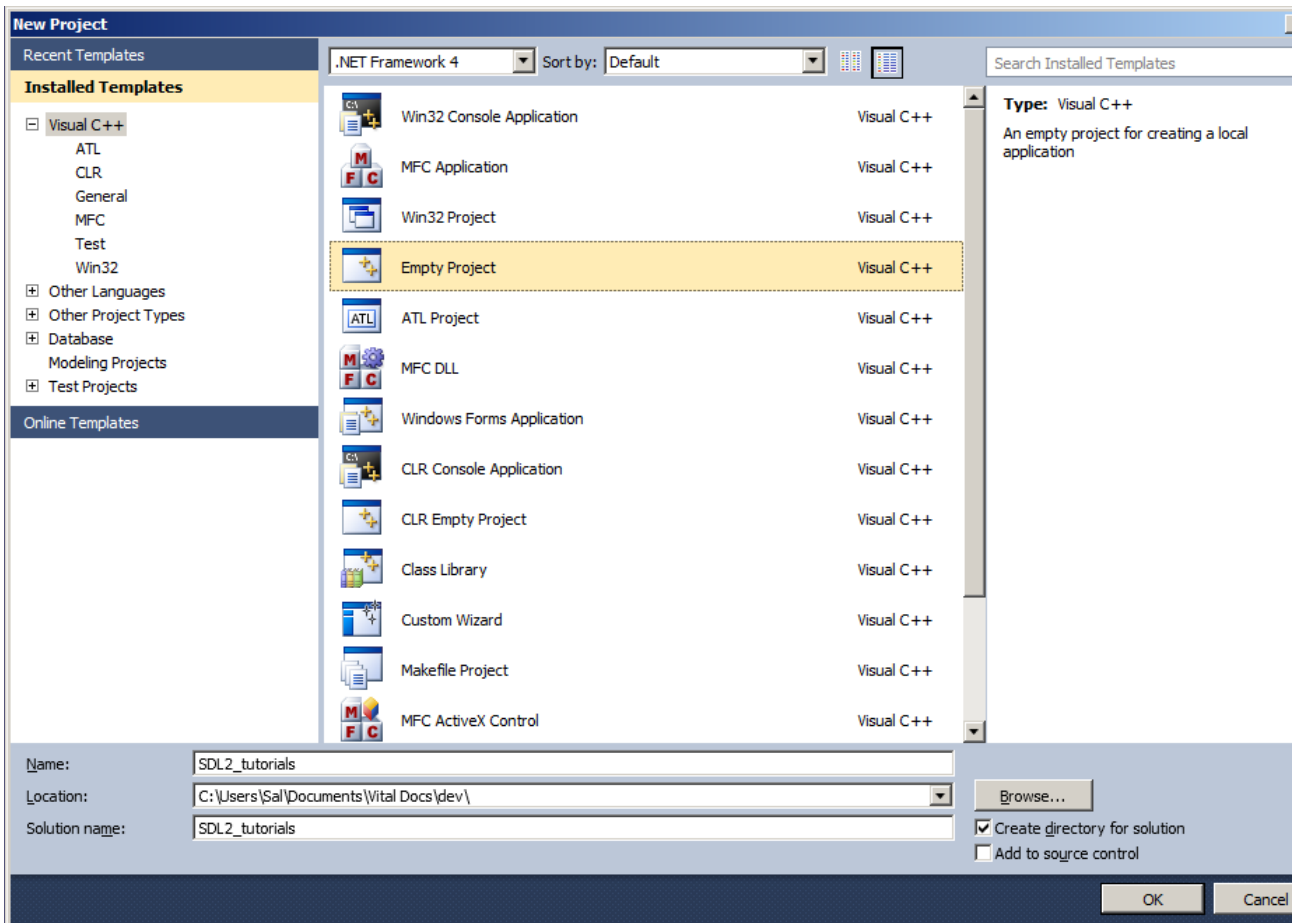 New Project
Recent Templates
Installed Templates
Visual C++
ATL
CLR
General
MFC
Test
Win32
Other Languages
Other Project Types
Database
Modeling Projects
Test Projects
Online Templates
.NET Framework 4
Sort by: Default
Search Installed Templates
C:\ Win32 Console Application Visual C++
MFC MFC Application Visual C++
Win32 Project Visual C++
Empty Project Visual C++
ATL ATL Project Visual C++
MFC MFC DLL Visual C++
Windows Forms Application Visual C++
C:\ CLR Console Application Visual C++
CLR Empty Project Visual C++
Class Library Visual C++
Custom Wizard Visual C++
Makefile Project Visual C++
MFC MFC ActiveX Control Visual C++
Type: Visual C++
An empty project for creating a local
application
Name: SDL2_tutorials
Location: C:\Users\Sal\Documents\Vital Docs\dev\
Browse...
Solution name: SDL2_tutorials
Create directory for solution
Add to source control
OK Cancel